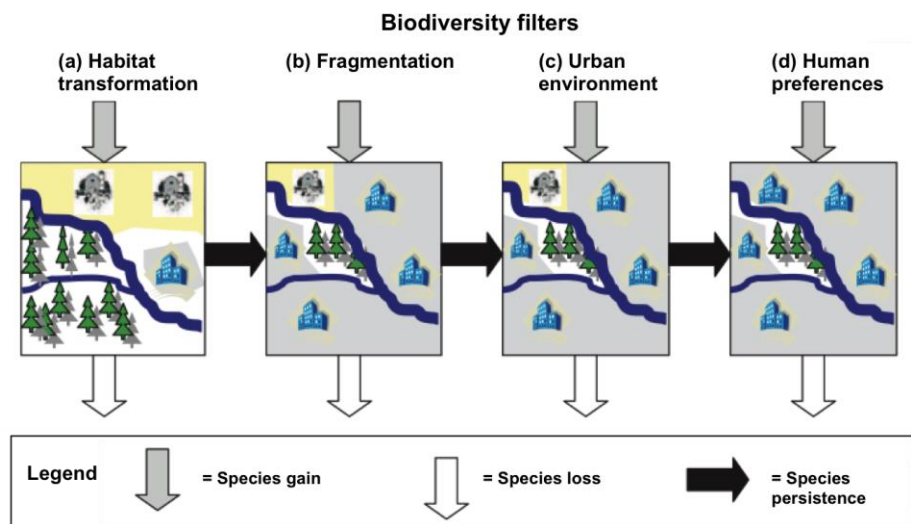 Biodiversity filters
(a) Habitat
transformation
(b) Fragmentation
(c) Urban
environment
(d) Human
preferences
Legend
= Species gain
= Species loss
= Species
persistence